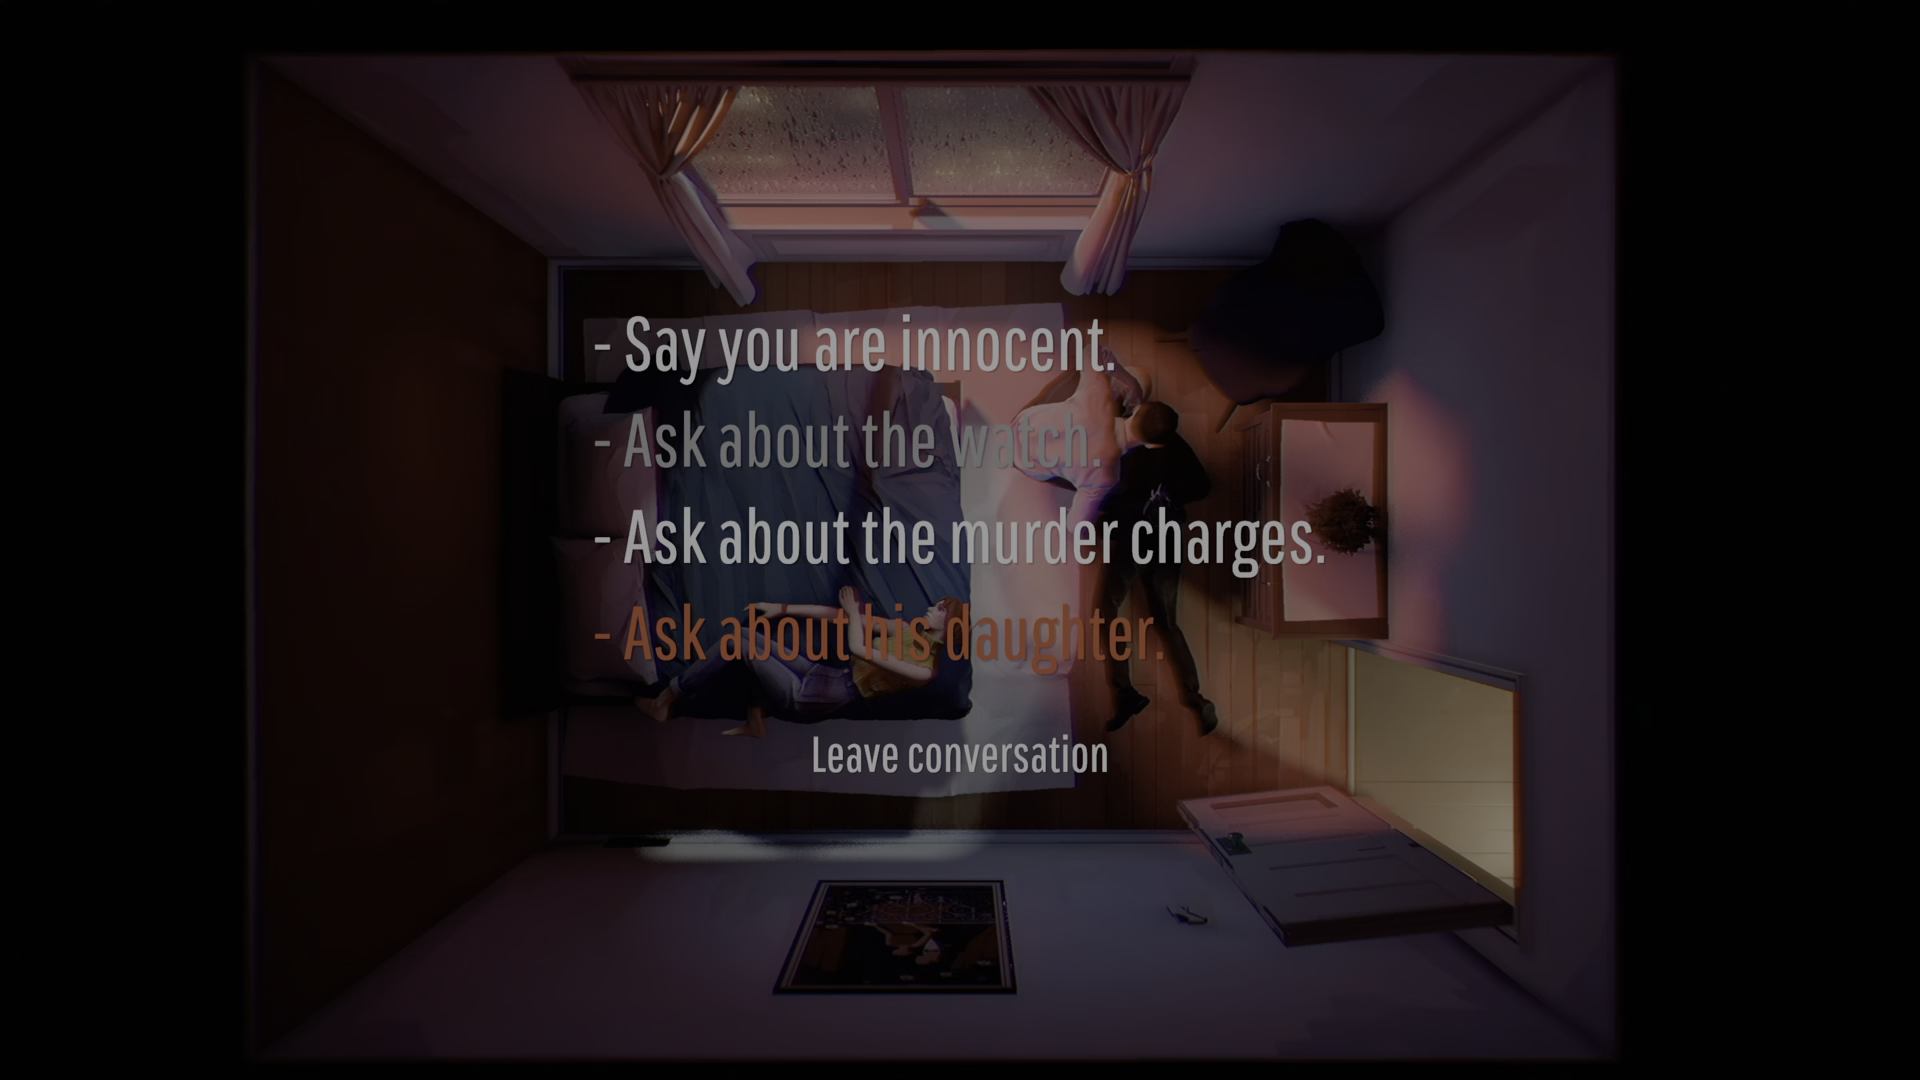 - Say you are innocent.
- Ask about the watch.
- Ask about the murder charges.
- Ask about his daughter.
Leave conversation